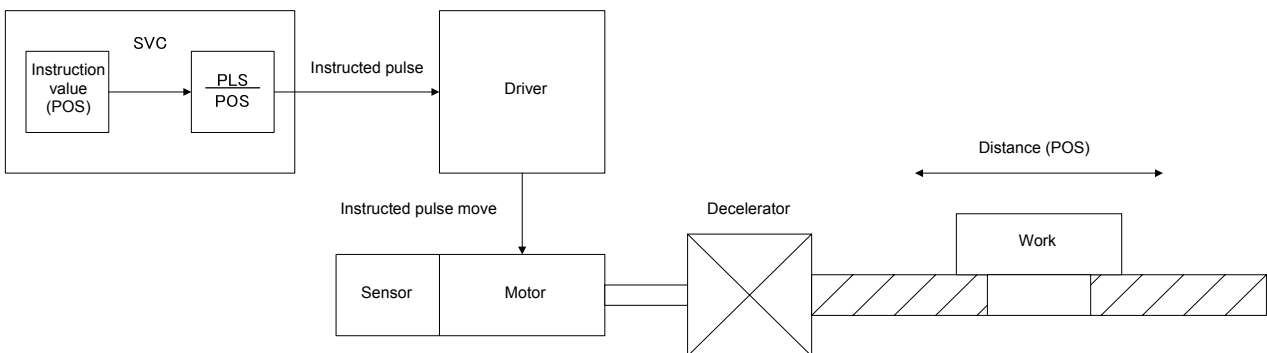 SVC
Instruction
value
(POS)
PLS
POS
Instructed pulse
Driver
Distance (POS)
Instructed pulse move
Decelerator
Work
Sensor
Motor